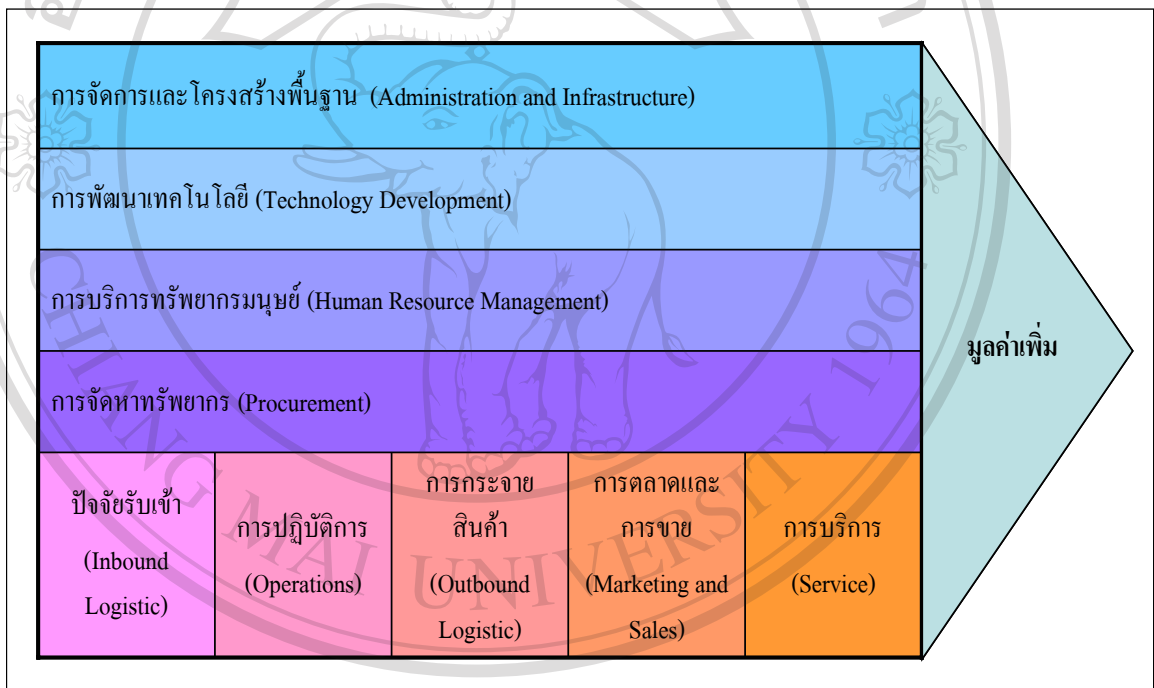 การจัดการและโครงสร้างพื้นฐาน (Administration and Infrastructure)
การพัฒนาเทคโนโลยี (Technology Development)
การบริการทรัพยากรมนุษย์ (Human Resource Management)
การจัดหาทรัพยากร (Procurement)
ปัจจัยรับเข้า
(Inbound
Logistic)
การปฏิบัติการ
(Operations)
การกระจาย
สินค้า
(Outbound
Logistic)
การตลาดและ
การขาย
(Marketing and
Sales)
การบริการ
(Service)
มูลค่าเพิ่ม
CHIANG MAI UNIVERSITY 1964